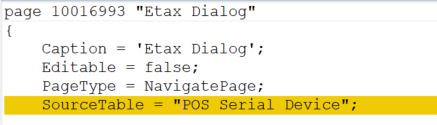 page 10016993 "Etax Dialog"
{
Caption = 'Etax Dialog';
Editable = false;
PageType = NavigatePage;
SourceTable = "POS Serial Device";